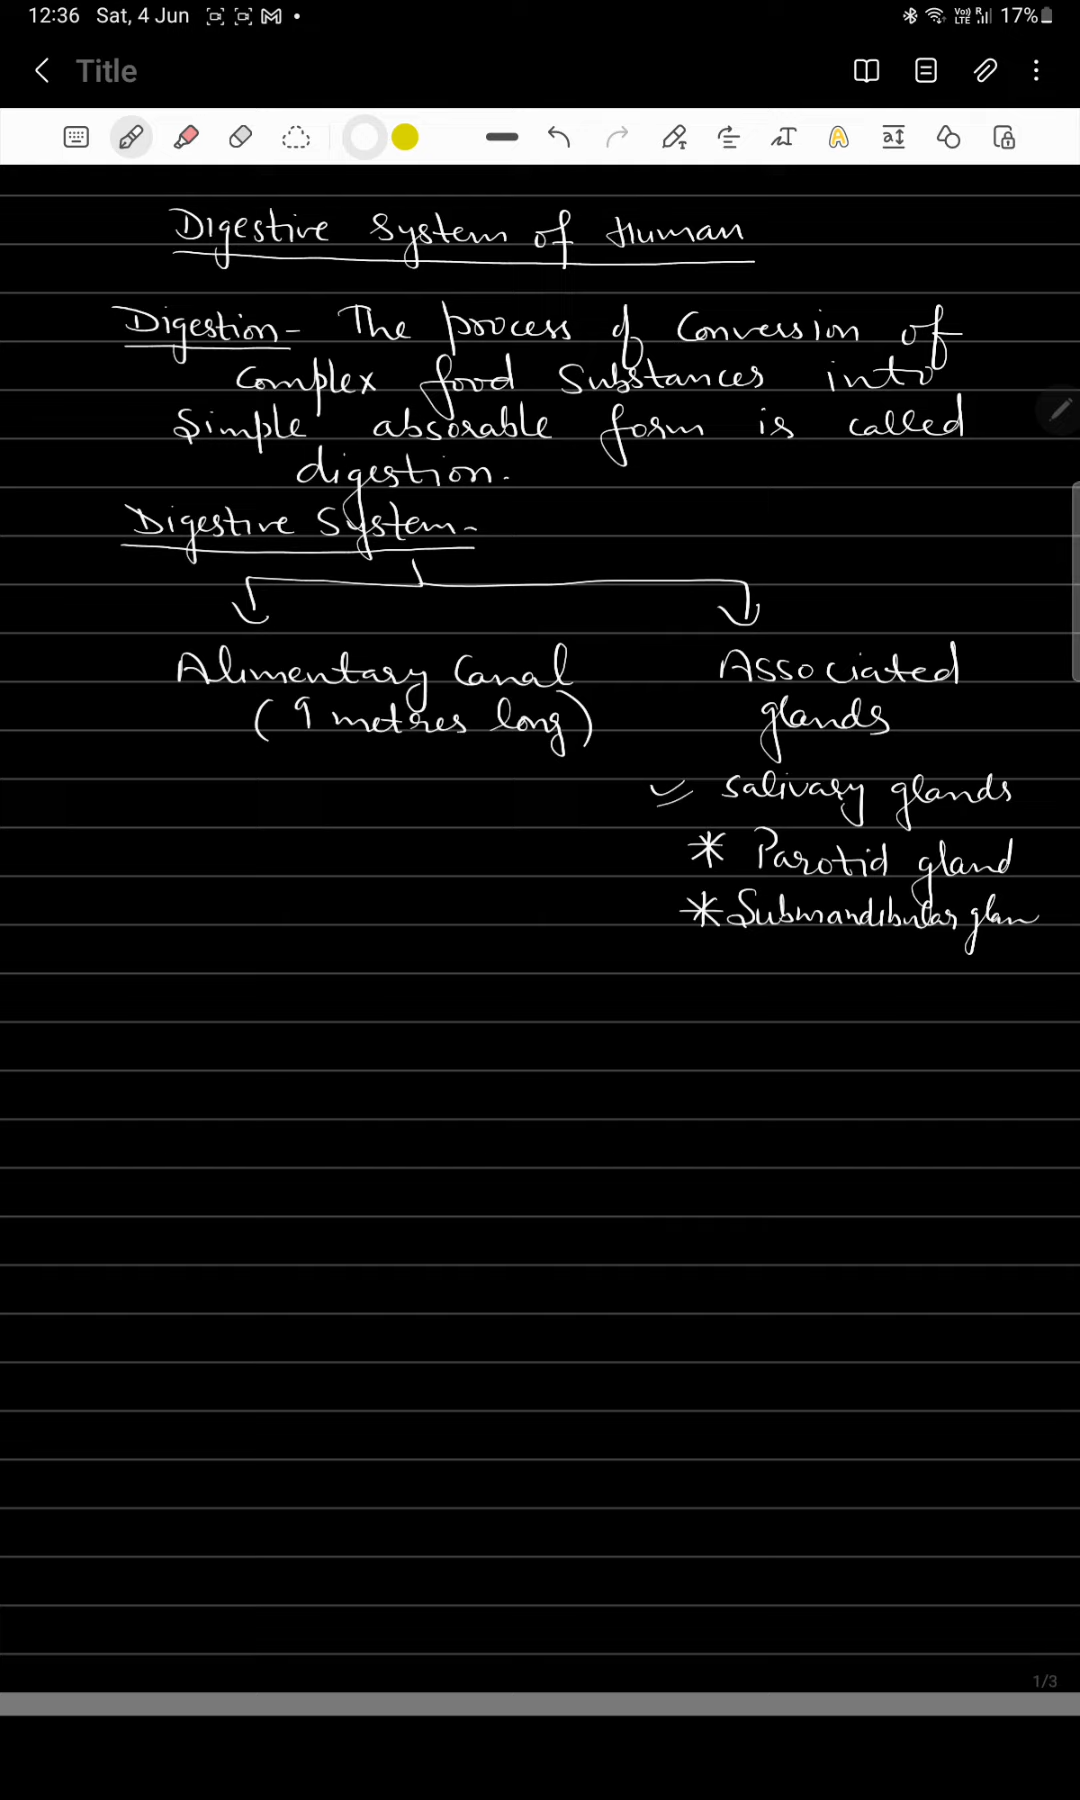 12:36 Sat, 4 Jun
Vo)) LTE R 17%
Title
Digestive System of Human
Digestion - The process of Conversion of
Complex food Substances into
Simple absorable form is called
digestion.
Digestive System -
Alimentary Canal
(9 metres long)
Associated
glands
Salivary glands
* Parotid gland
* Submandibular glan
1/3